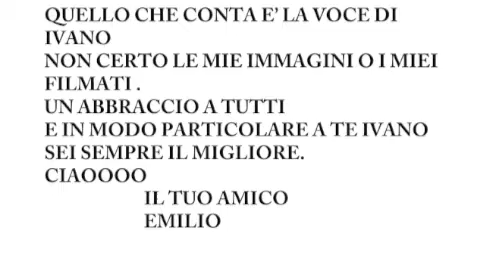 QUELLO CHE CONTA E' LA VOCE DI
IVANO
NON CERTO LE MIE IMMAGINI O I MIEI
FILMATI .
UN ABBRACCIO A TUTTI
E IN MODO PARTICOLARE A TE IVANO
SEI SEMPRE IL MIGLIORE.
CIAOOOO
IL TUO AMICO
EMILIO